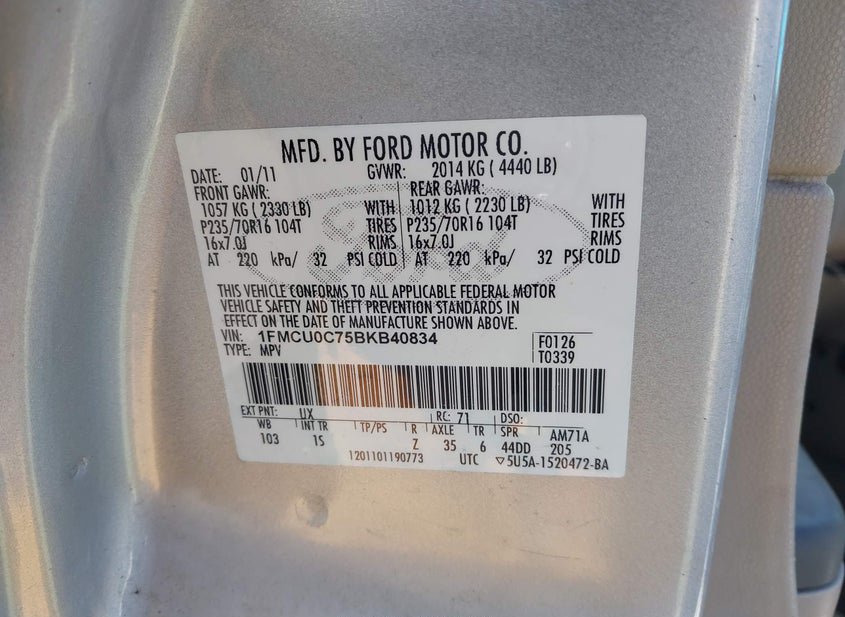 MFD. BY FORD MOTOR CO.
DATE: 01/11 GVWR: 2014 KG ( 4440 LB)
FRONT GAWR: REAR GAWR:
1057 KG ( 2330 LB) WITH 1012 KG ( 2230 LB) WITH
P235/70R16 104T TIRES P235/70R16 104T TIRES
16x7.0J RIMS 16x7.0J RIMS
AT 220 kPa/ 32 PSI COLD AT 220 kPa/ 32 PSI COLD
Ford
THIS VEHICLE CONFORMS TO ALL APPLICABLE FEDERAL MOTOR
VEHICLE SAFETY AND THEFT PREVENTION STANDARDS IN
EFFECT ON THE DATE OF MANUFACTURE SHOWN ABOVE.
VIN: 1FMCU0C75BKB40834 F0126
TYPE: MPV T0339
EXT PNT: UX RC: 71 DSO:
WB INT TR TP/PS R AXLE TR SPR AM71A
103 1S Z 35 6 44DD 205
1201101190773 UTC ▽5U5A-1520472-BA